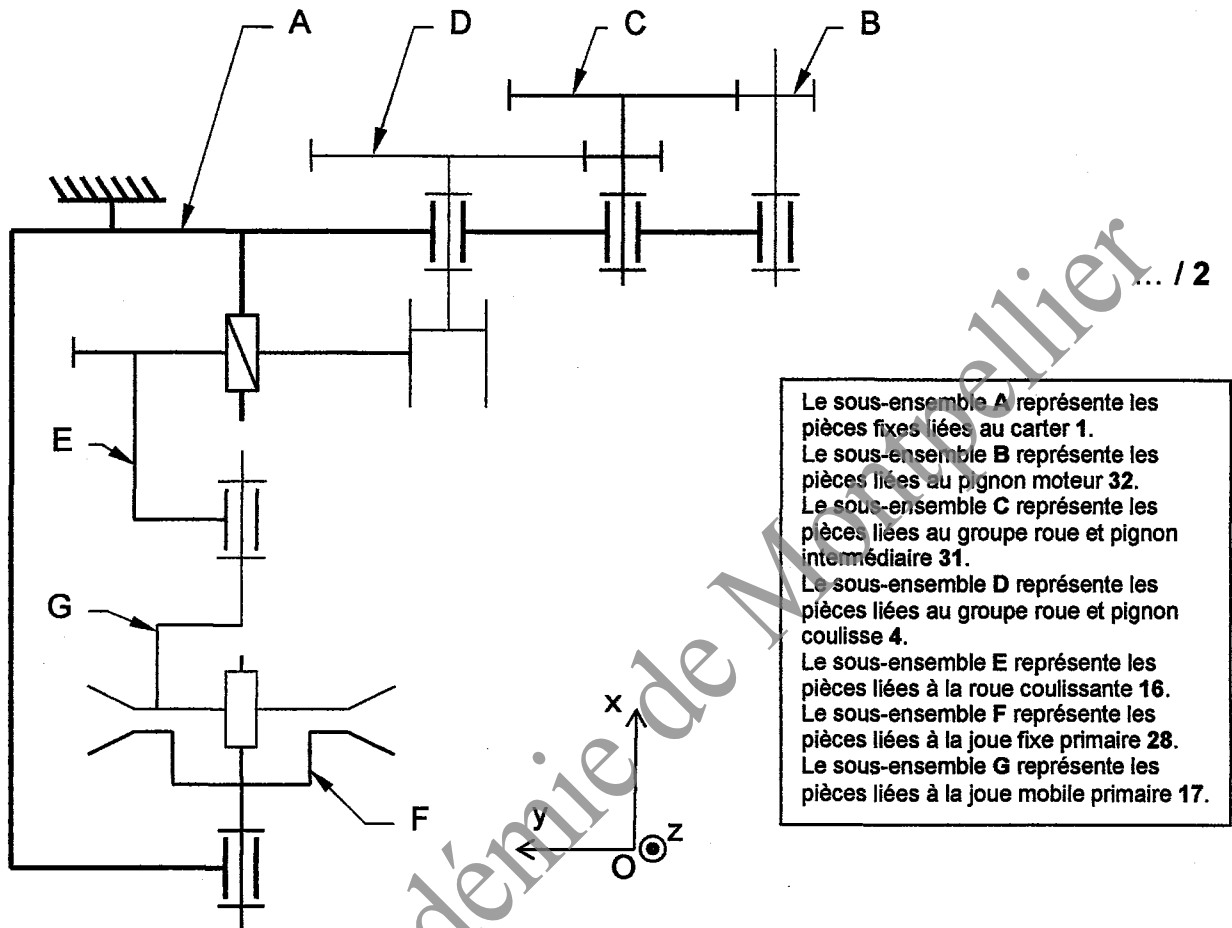 A
D
C
B
... / 2
Le sous-ensemble A représente les
pièces fixes liées au carter 1.
Le sous-ensemble B représente les
pièces liées au pignon moteur 32.
Le sous-ensemble C représente les
pièces liées au groupe roue et pignon
intermédiaire 31.
Le sous-ensemble D représente les
pièces liées au groupe roue et pignon
coulisse 4.
Le sous-ensemble E représente les
pièces liées à la roue coulissante 16.
Le sous-ensemble F représente les
pièces liées à la joue fixe primaire 28.
Le sous-ensemble G représente les
pièces liées à la joue mobile primaire 17.
E
G
F
x
y
z
O
démie de Montpellier